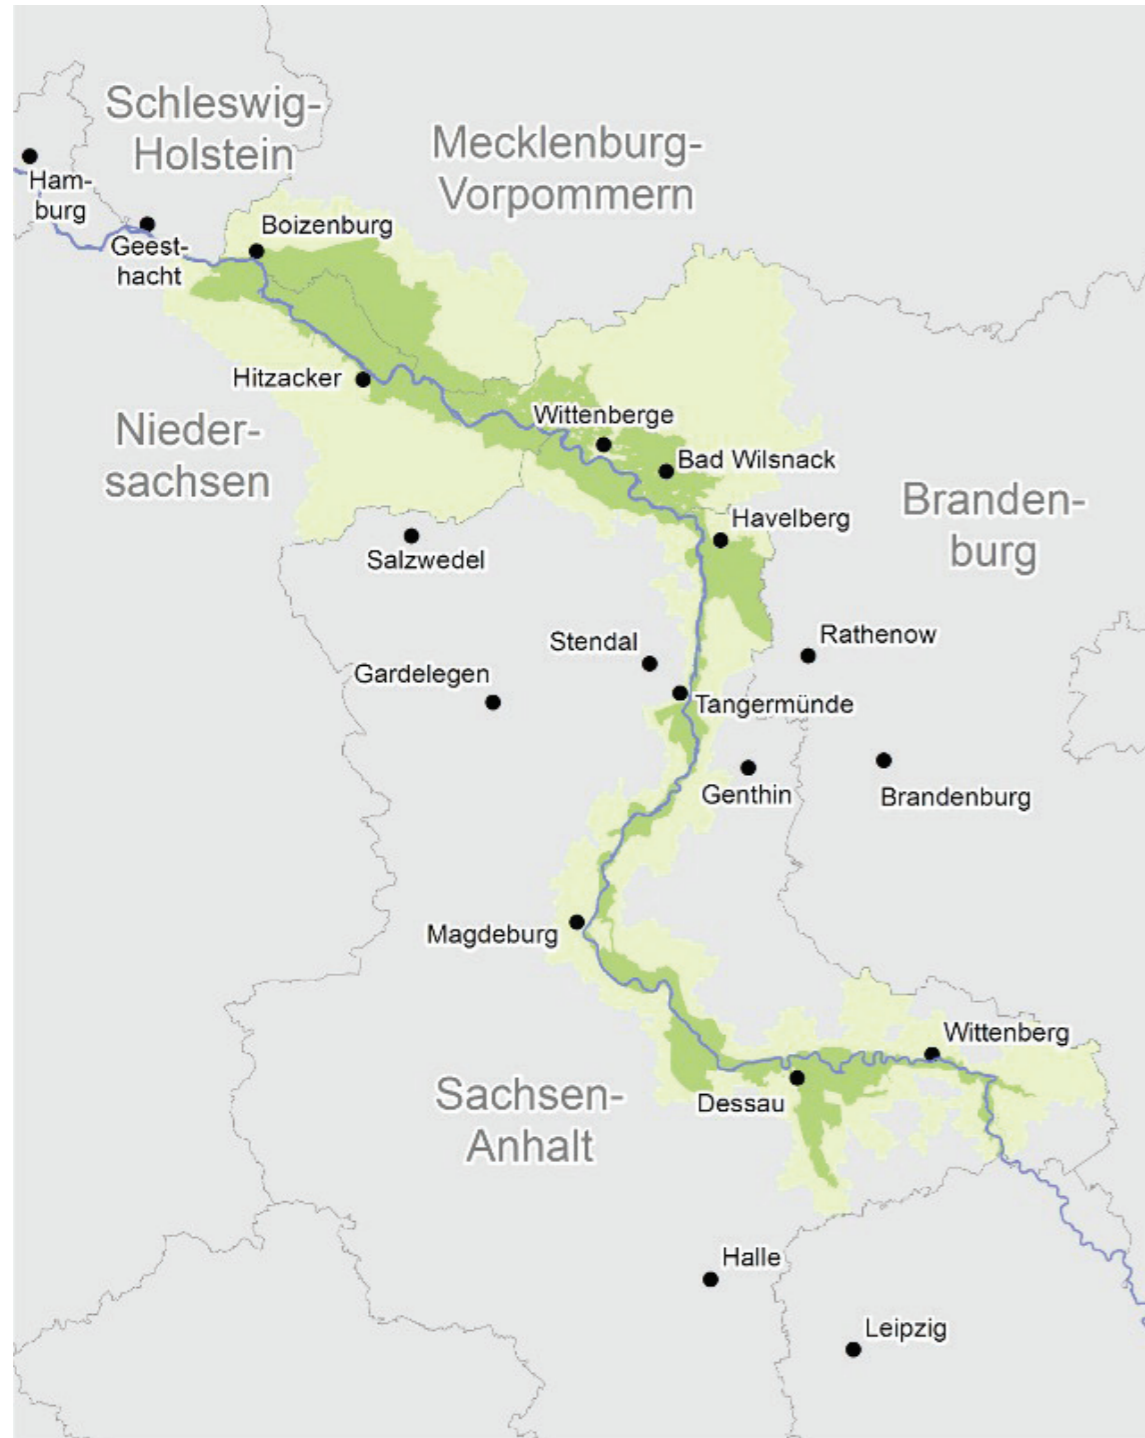 Schleswig-
Holstein
Mecklenburg-
Vorpommern
Ham-
burg
Geest-
hacht
Boizenburg
Hitzacker
Nieder-
sachsen
Wittenberge
Bad Wilsnack
Havelberg
Branden-
burg
Salzwedel
Stendal
Rathenow
Gardelegen
Tangermünde
Genthin
Brandenburg
Magdeburg
Wittenberg
Dessau
Sachsen-
Anhalt
Halle
Leipzig